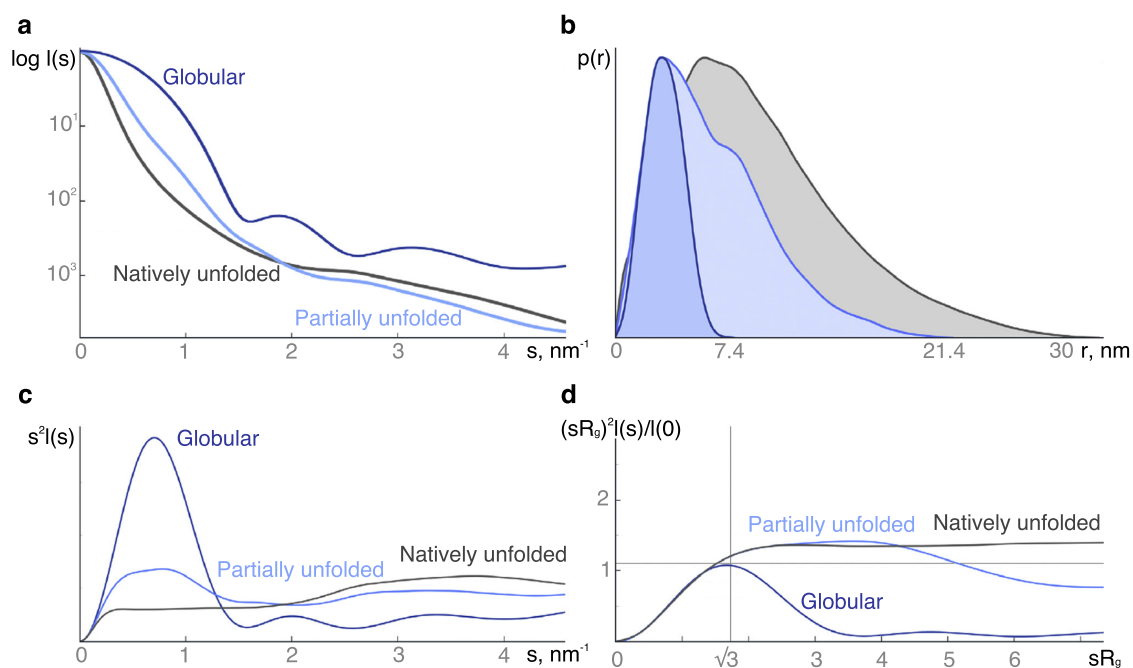 a
log I(s)
Globular
10¹
10²
10³
Natively unfolded
Partially unfolded
0 1 2 3 4 s, nm⁻¹
b
p(r)
0 7.4 21.4 30 r, nm
c
s²I(s)
Globular
Partially unfolded
Natively unfolded
0 1 2 3 4 s, nm⁻¹
d
(sRg)²I(s)/I(0)
2
1
Partially unfolded
Natively unfolded
Globular
0 √3 3 4 5 6 sRg